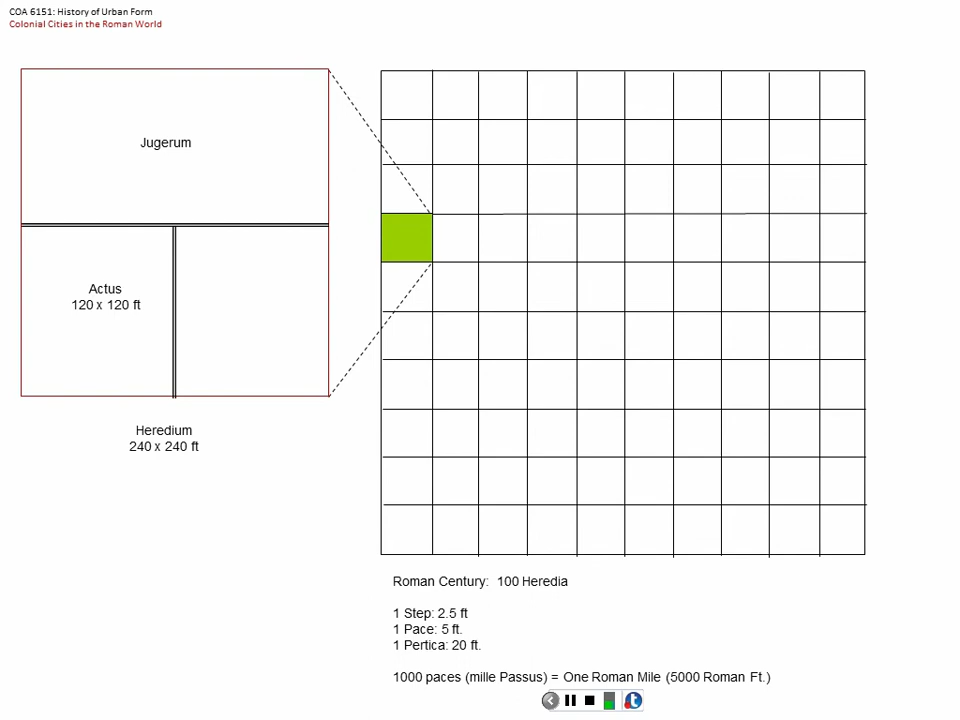 COA 6151: History of Urban Form
Colonial Cities in the Roman World
Jugerum
Actus
120 x 120 ft
Heredium
240 x 240 ft
Roman Century: 100 Heredia
1 Step: 2.5 ft
1 Pace: 5 ft.
1 Pertica: 20 ft.
1000 paces (mille Passus) = One Roman Mile (5000 Roman Ft.)
t